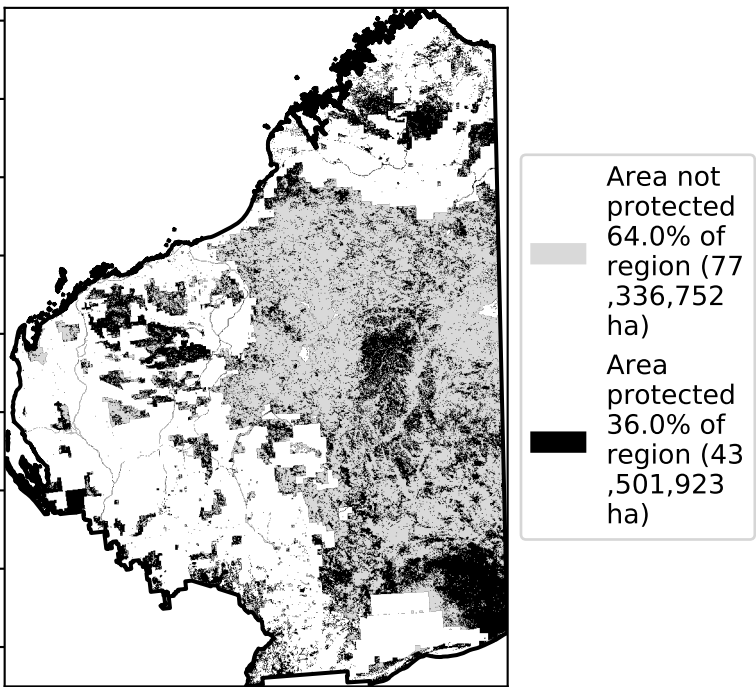 Area not
protected
64.0% of
region (77
,336,752
ha)
Area
protected
36.0% of
region (43
,501,923
ha)